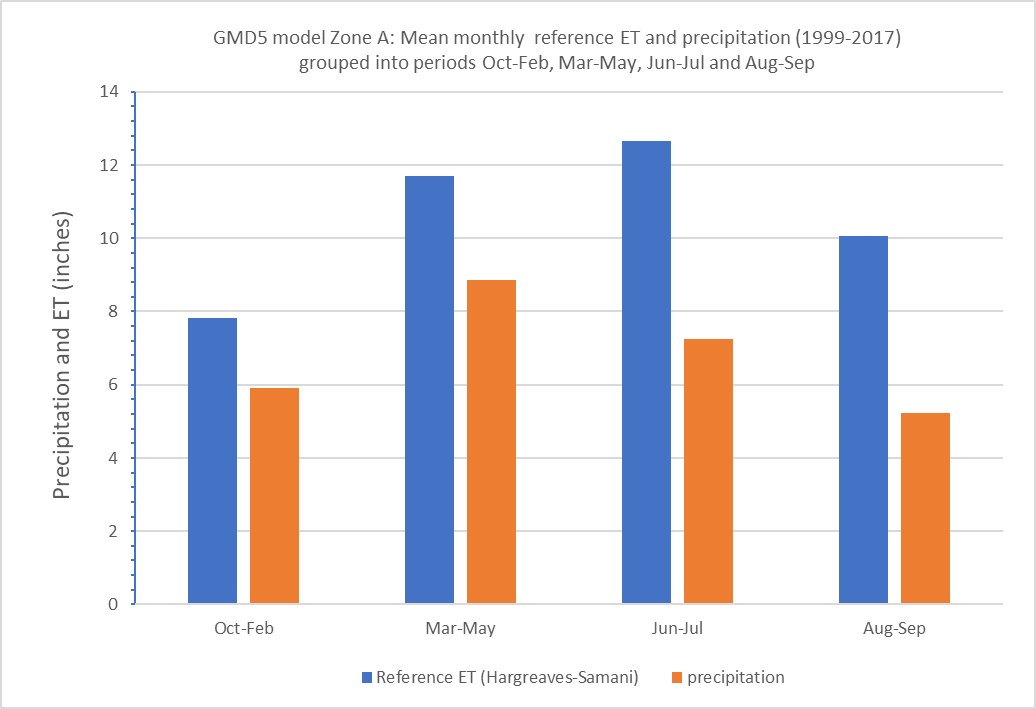 GMD5 model Zone A: Mean monthly  reference ET and precipitation (1999-2017)
grouped into periods Oct-Feb, Mar-May, Jun-Jul and Aug-Sep
Precipitation and ET (inches)
14
12
10
8
6
4
2
0
Oct-Feb Mar-May Jun-Jul Aug-Sep
Reference ET (Hargreaves-Samani) precipitation